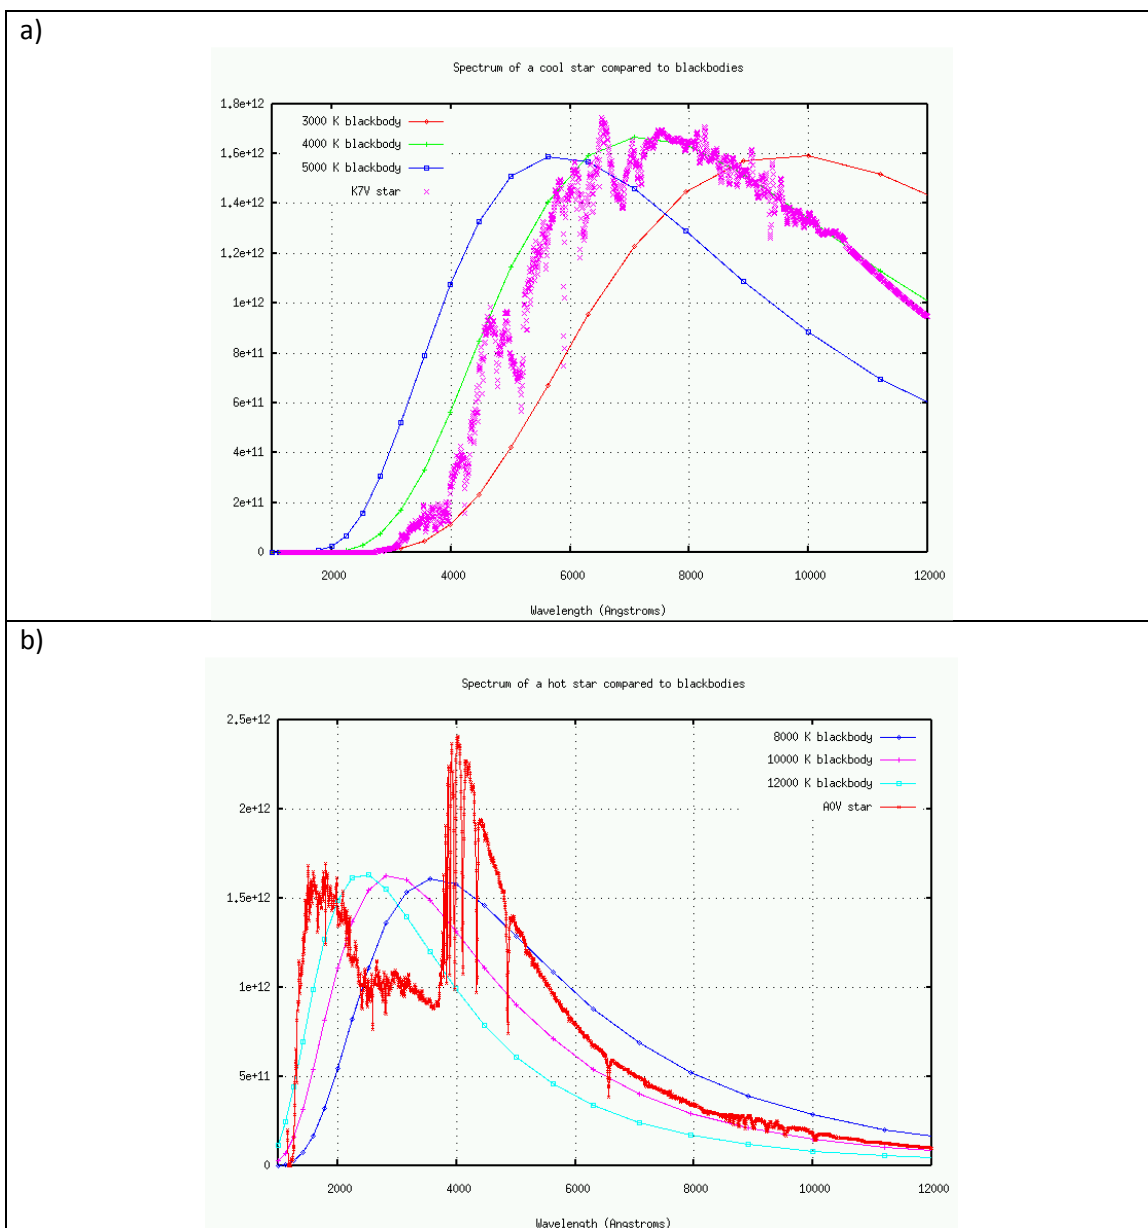 a)
Spectrum of a cool star compared to blackbodies
1.8e+12
1.6e+12
1.4e+12
1.2e+12
1e+12
8e+11
6e+11
4e+11
2e+11
0
3000 K blackbody
4000 K blackbody
5000 K blackbody
K7V star
2000 4000 6000 8000 10000 12000
Wavelength (Angstroms)
b)
Spectrum of a hot star compared to blackbodies
2.5e+12
2e+12
1.5e+12
1e+12
5e+11
0
8000 K blackbody
10000 K blackbody
12000 K blackbody
A0V star
2000 4000 6000 8000 10000 12000
Wavelength (Angstroms)